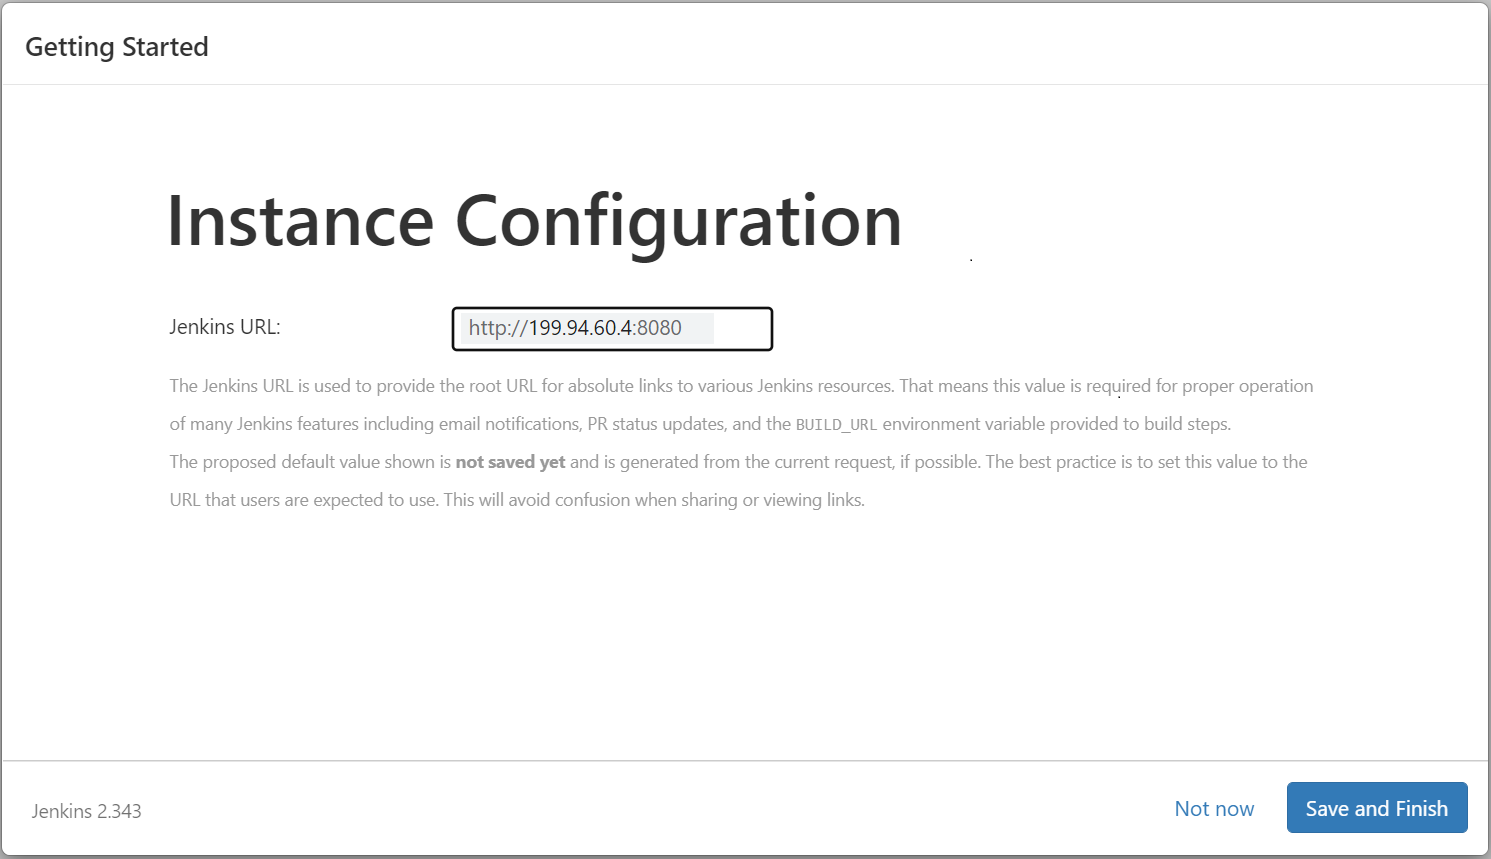 Getting Started
Instance Configuration
Jenkins URL:
http://199.94.60.4:8080
The Jenkins URL is used to provide the root URL for absolute links to various Jenkins resources. That means this value is required for proper operation
of many Jenkins features including email notifications, PR status updates, and the BUILD_URL environment variable provided to build steps.
The proposed default value shown is not saved yet and is generated from the current request, if possible. The best practice is to set this value to the
URL that users are expected to use. This will avoid confusion when sharing or viewing links.
Jenkins 2.343
Not now
Save and Finish